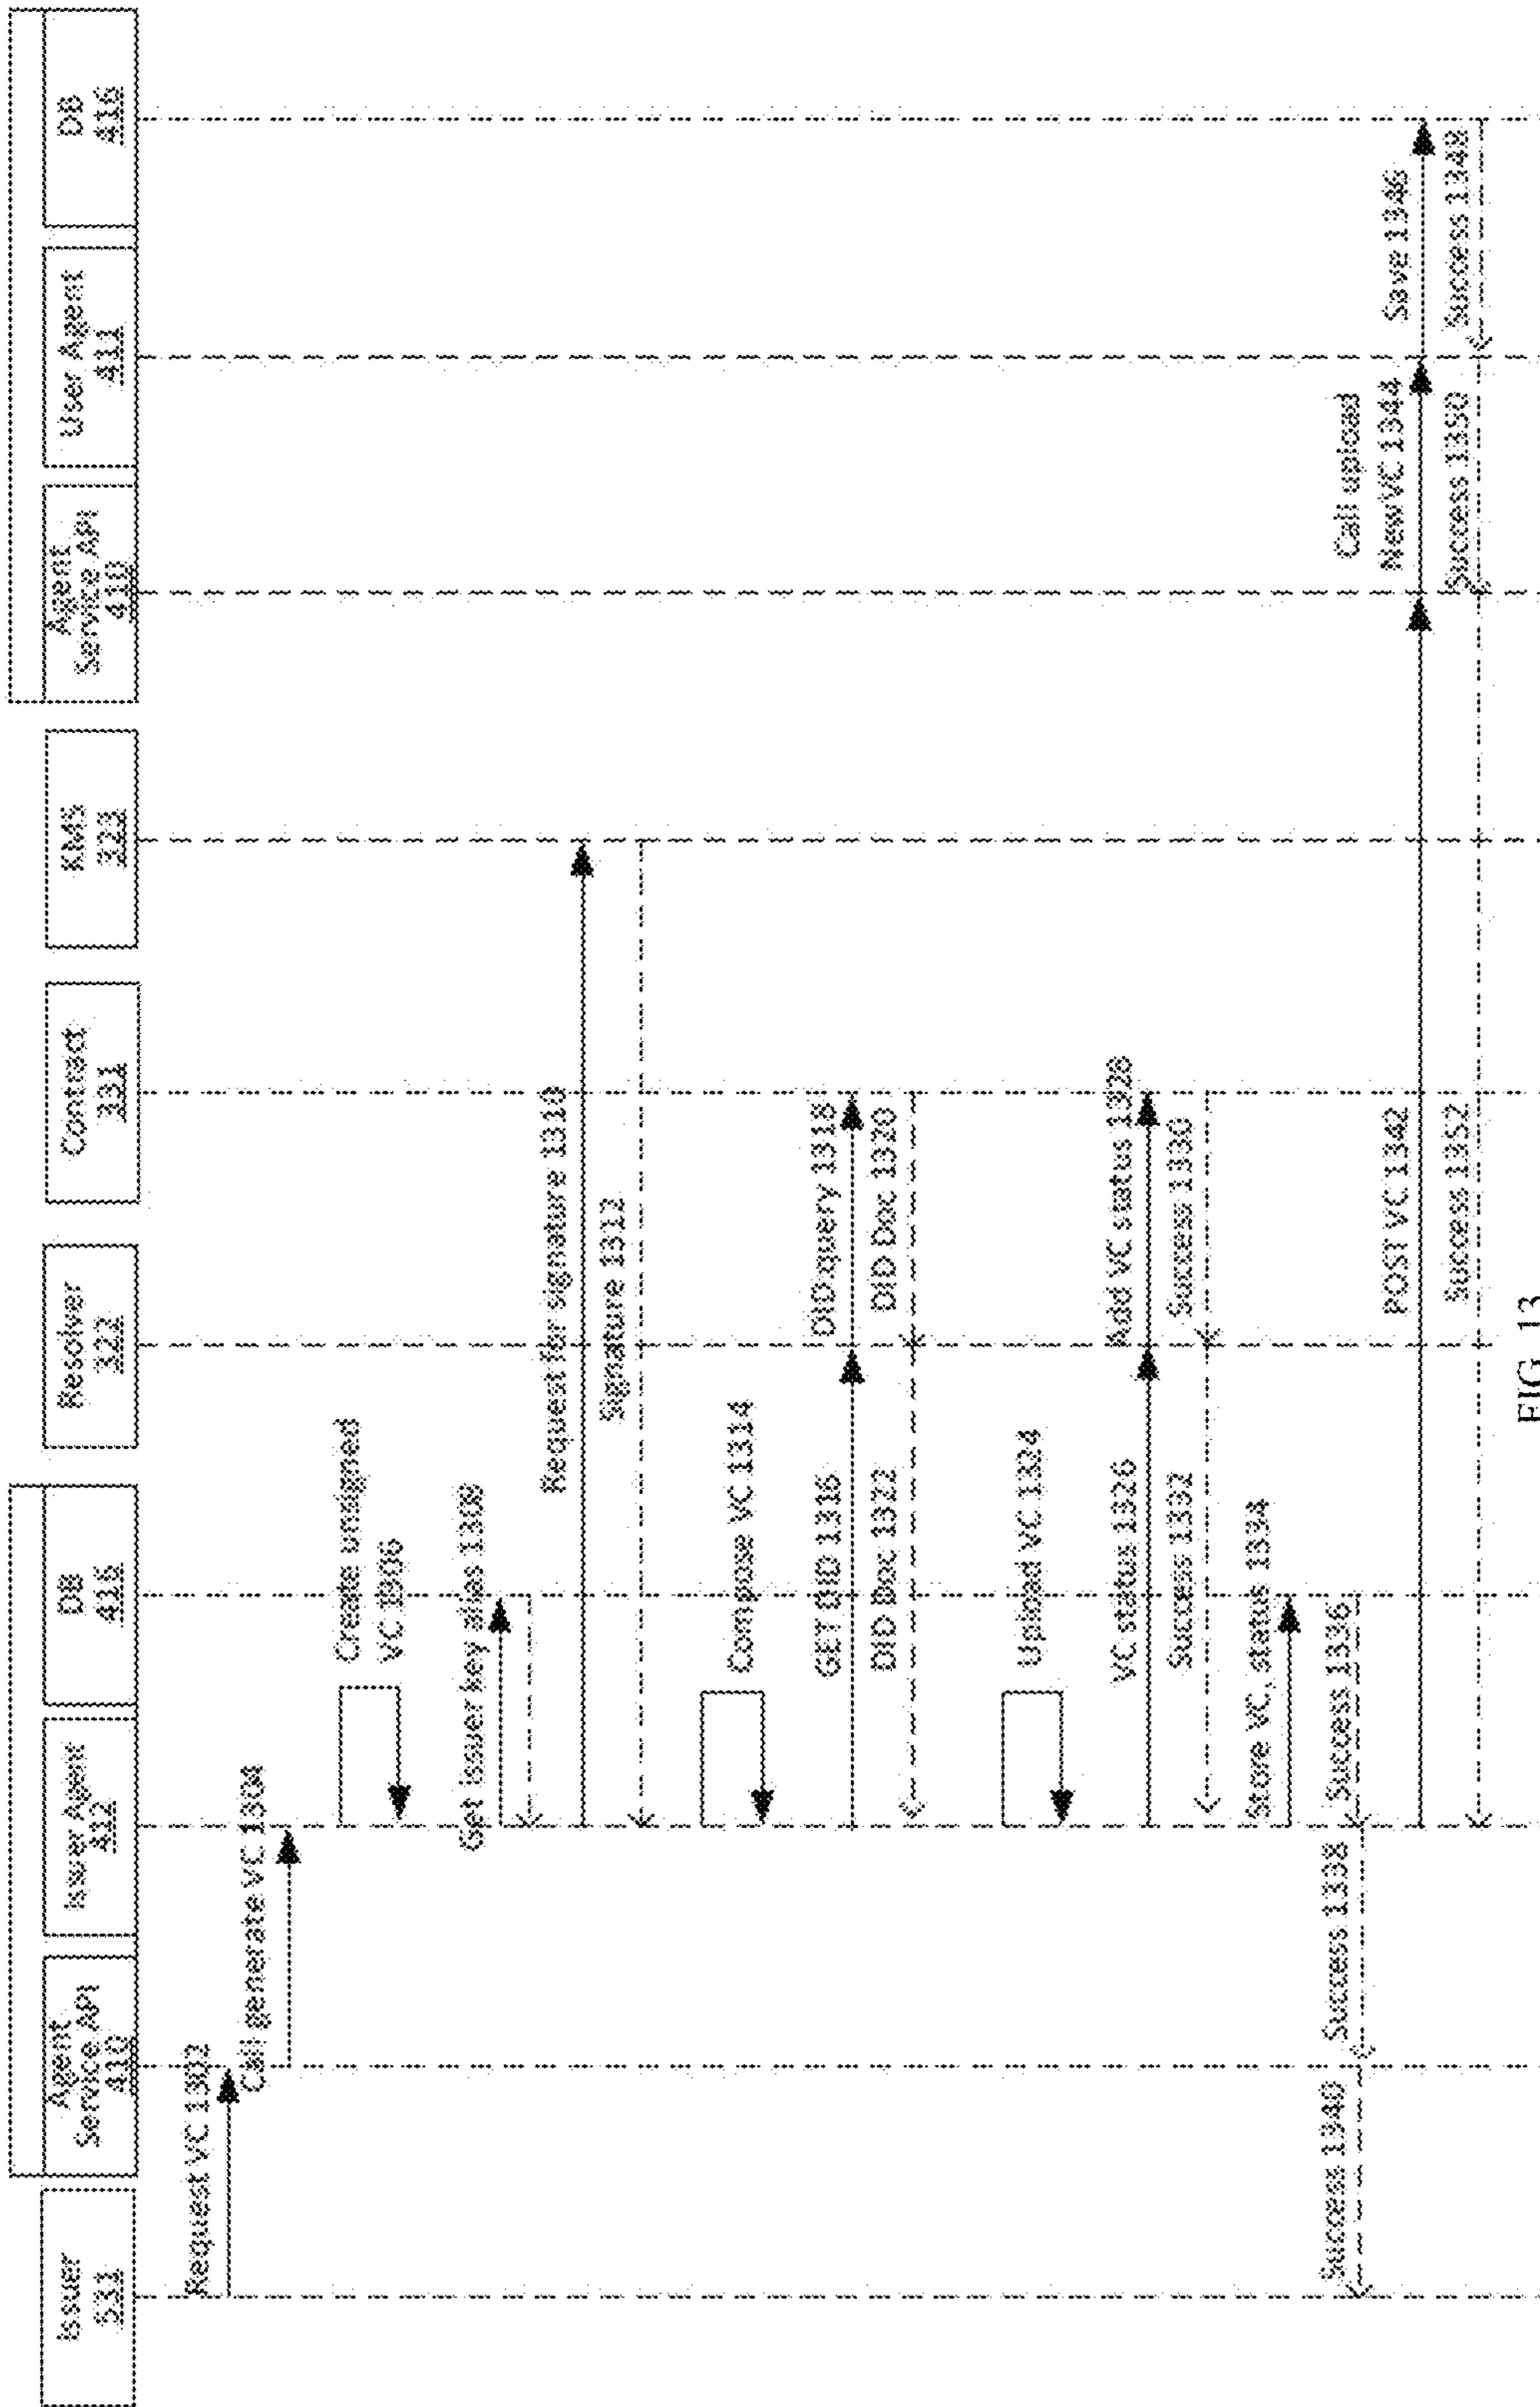 Issuer
531
Agent
Service API
410
Issuer Agent
412
DB
416
Resolver
322
Contract
331
KMS
323
Agent
Service API
410
User Agent
411
DB
416
Request VC 1302
Call generate VC 1304
Create unsigned
VC 1306
Get issuer key alias 1308
Request for signature 1310
Signature 1312
Compose VC 1314
GET DID 1316
DID query 1318
DID Doc 1322
DID Doc 1320
Upload VC 1324
VC status 1326
Add VC status 1328
Success 1332
Success 1330
Store VC, status 1334
Success 1340
Success 1338
Success 1336
POST VC 1342
Call upload
NewVC 1344
Save 1346
Success 1352
Success 1350
Success 1348
FIG. 13